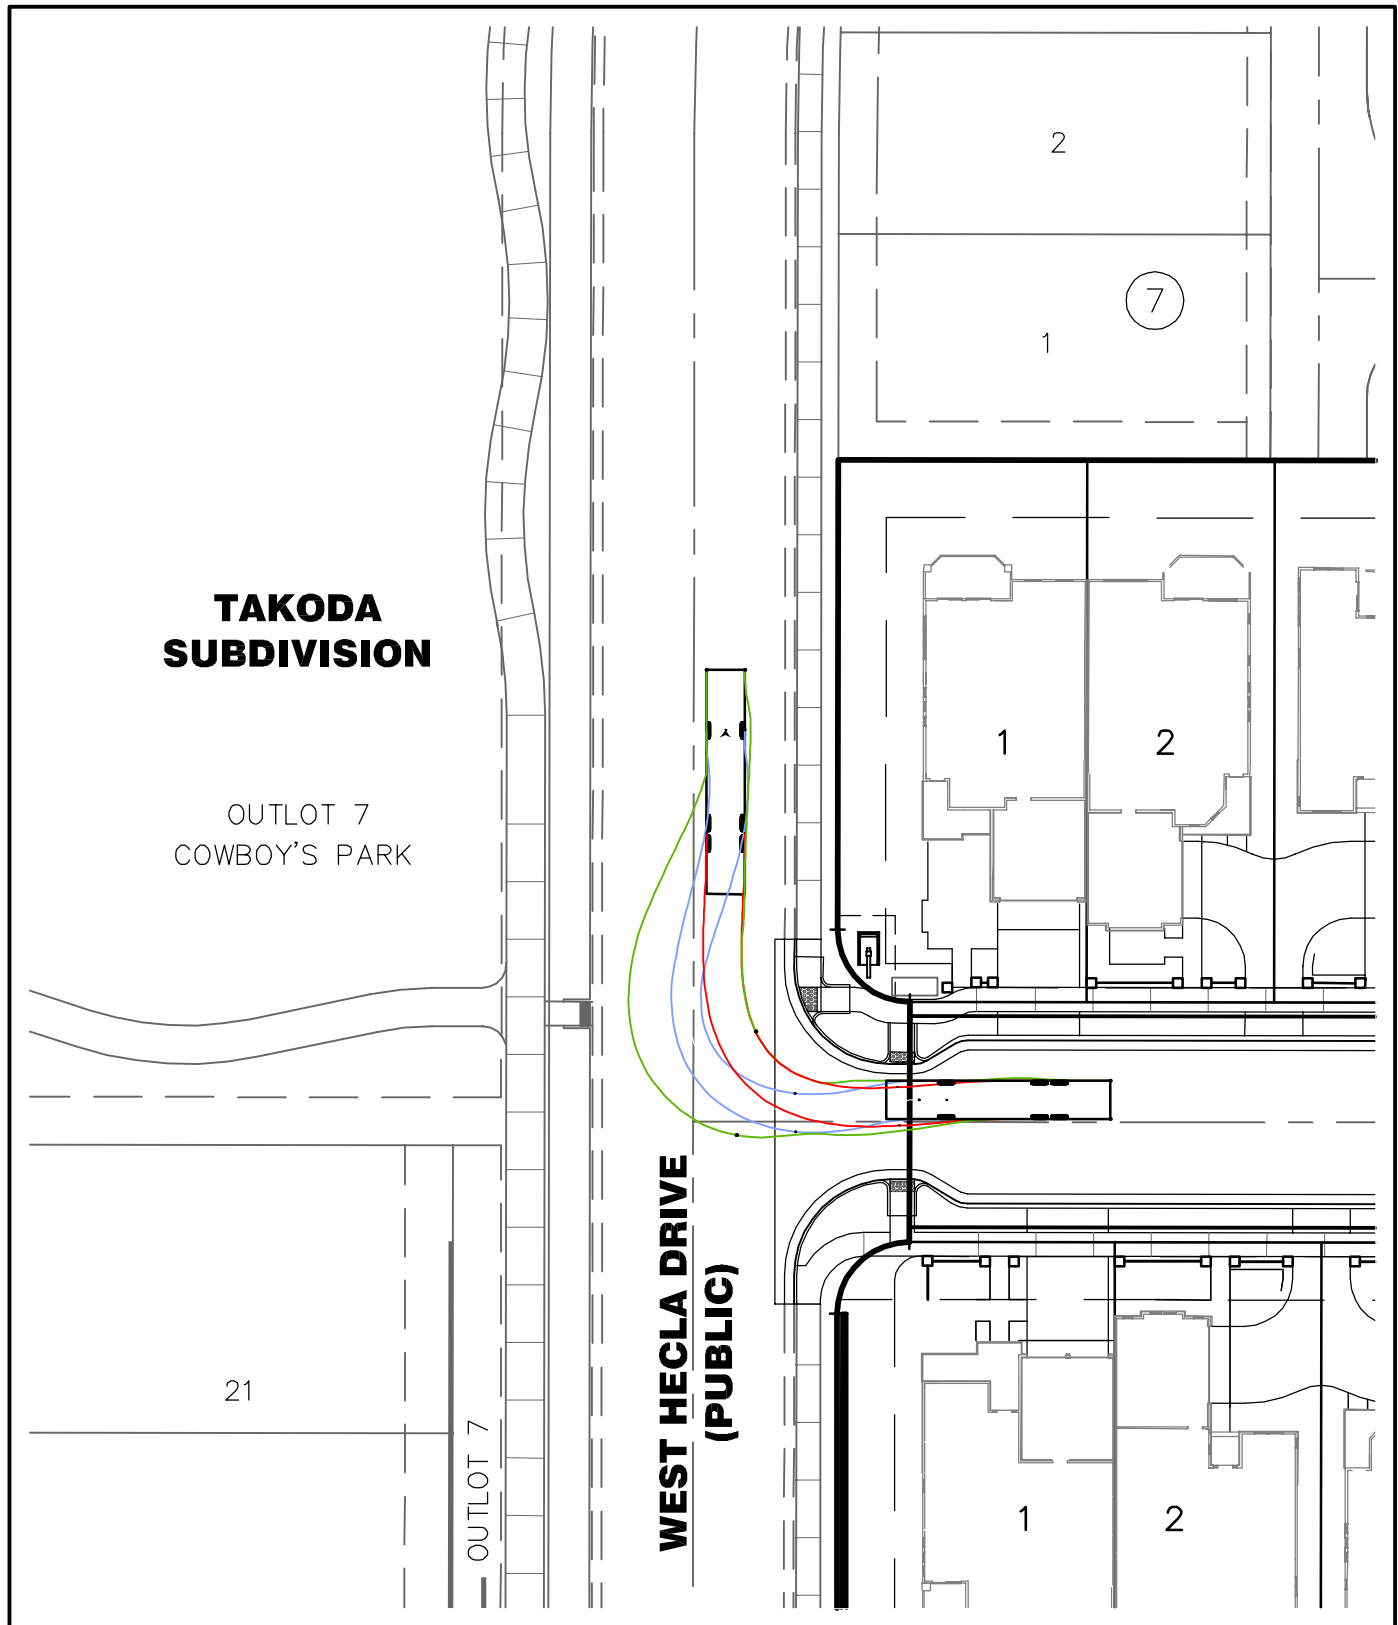 2
7
1
TAKODA
SUBDIVISION
1
2
OUTLOT 7
COWBOY'S PARK
WEST HECLA DRIVE
(PUBLIC)
21
OUTLOT 7
1
2